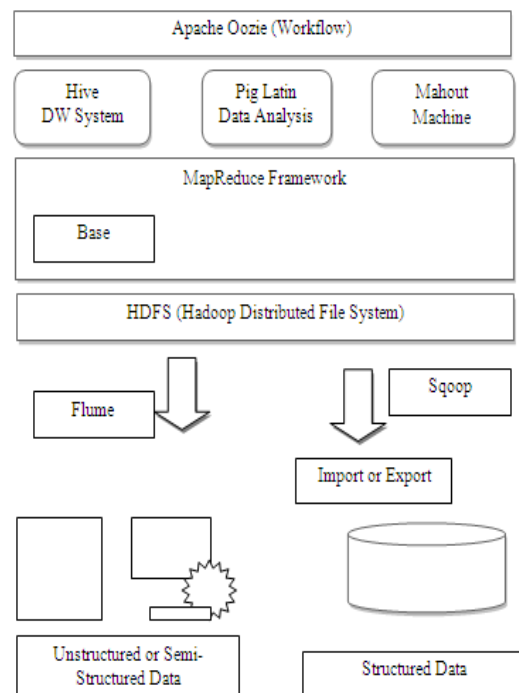 Apache Oozie (Workflow)
Hive
DW System
Pig Latin
Data Analysis
Mahout
Machine
MapReduce Framework
Base
HDFS (Hadoop Distributed File System)
Flume
Sqoop
Import or Export
Unstructured or Semi-
Structured Data
Structured Data